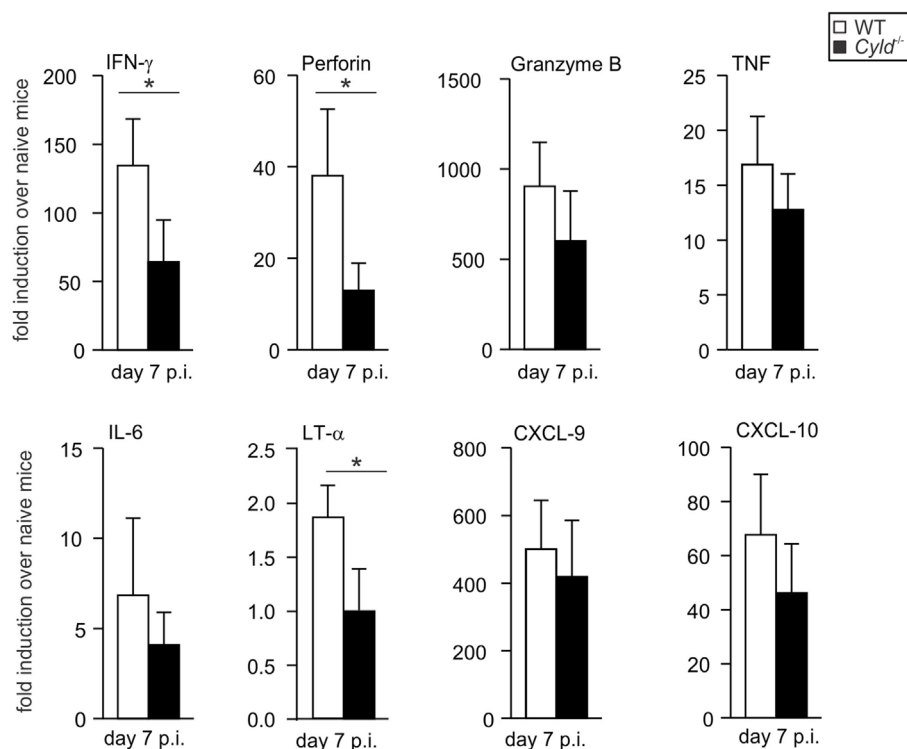 WT
Cyld-/-
IFN-γ
*
200
150
100
50
0
fold induction over naive mice
day 7 p.i.
Perforin
*
60
40
20
0
day 7 p.i.
Granzyme B
1500
1000
500
0
day 7 p.i.
TNF
25
20
15
10
5
0
day 7 p.i.
IL-6
15
10
5
0
fold induction over naive mice
day 7 p.i.
LT-α
*
2.5
2.0
1.5
1.0
0.5
0.0
day 7 p.i.
CXCL-9
800
600
400
800
800
day 7 p.i.
CXCL-10
100
80
60
40
20
0
day 7 p.i.